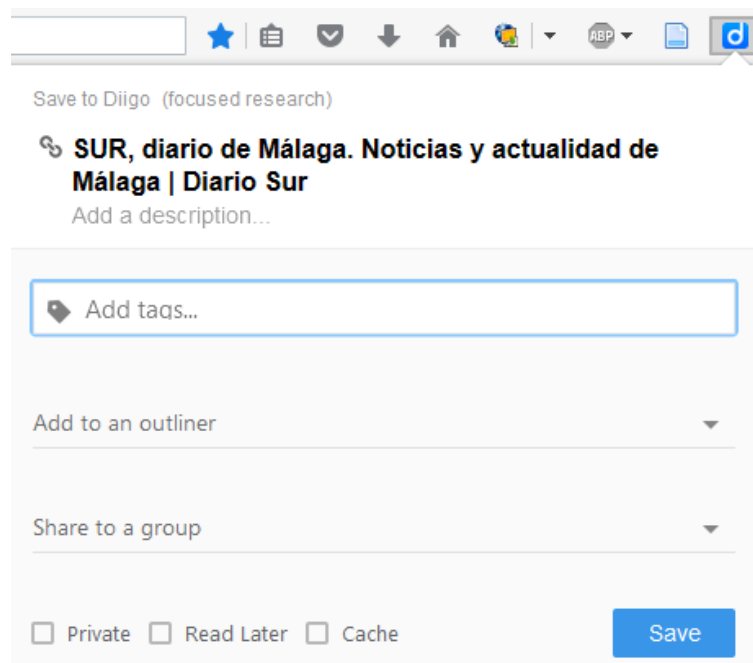 ABP
d
Save to Diigo (focused research)
SUR, diario de Málaga. Noticias y actualidad de
Málaga | Diario Sur
Add a description...
Add tags...
Add to an outliner
Share to a group
Private Read Later Cache Save